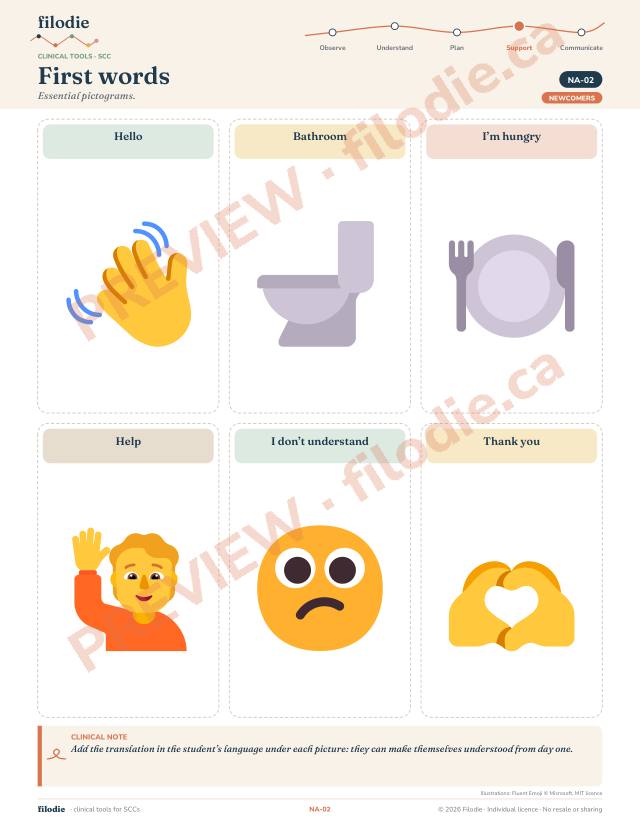 filodie
CLINICAL TOOLS · SCC
First words
Essential pictograms.
Observe
Understand
Plan
Support
Communicate
NA-02
NEWCOMERS
Hello
Bathroom
I'm hungry
Help
I don't understand
Thank you
PREVIEW · filodie.ca
PREVIEW · filodie.ca
CLINICAL NOTE
Add the translation in the student's language under each picture: they can make themselves understood from day one.
Illustrations: Fluent Emoji © Microsoft, MIT licence
filodie · clinical tools for SCCs
NA-02
© 2026 Filodie · Individual licence · No resale or sharing